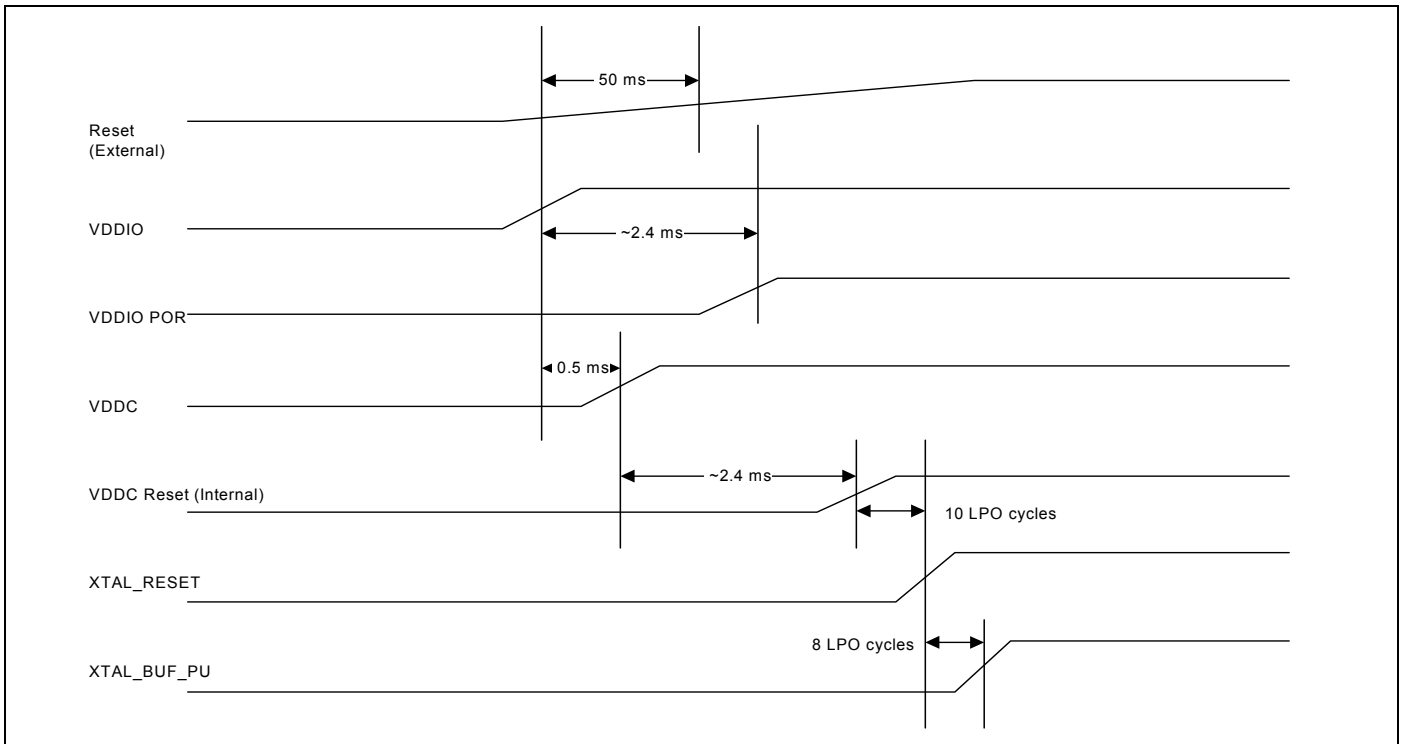 50 ms
Reset
(External)
VDDIO
~2.4 ms
VDDIO POR
0.5 ms
VDDC
~2.4 ms
VDDC Reset (Internal)
10 LPO cycles
XTAL_RESET
8 LPO cycles
XTAL_BUF_PU